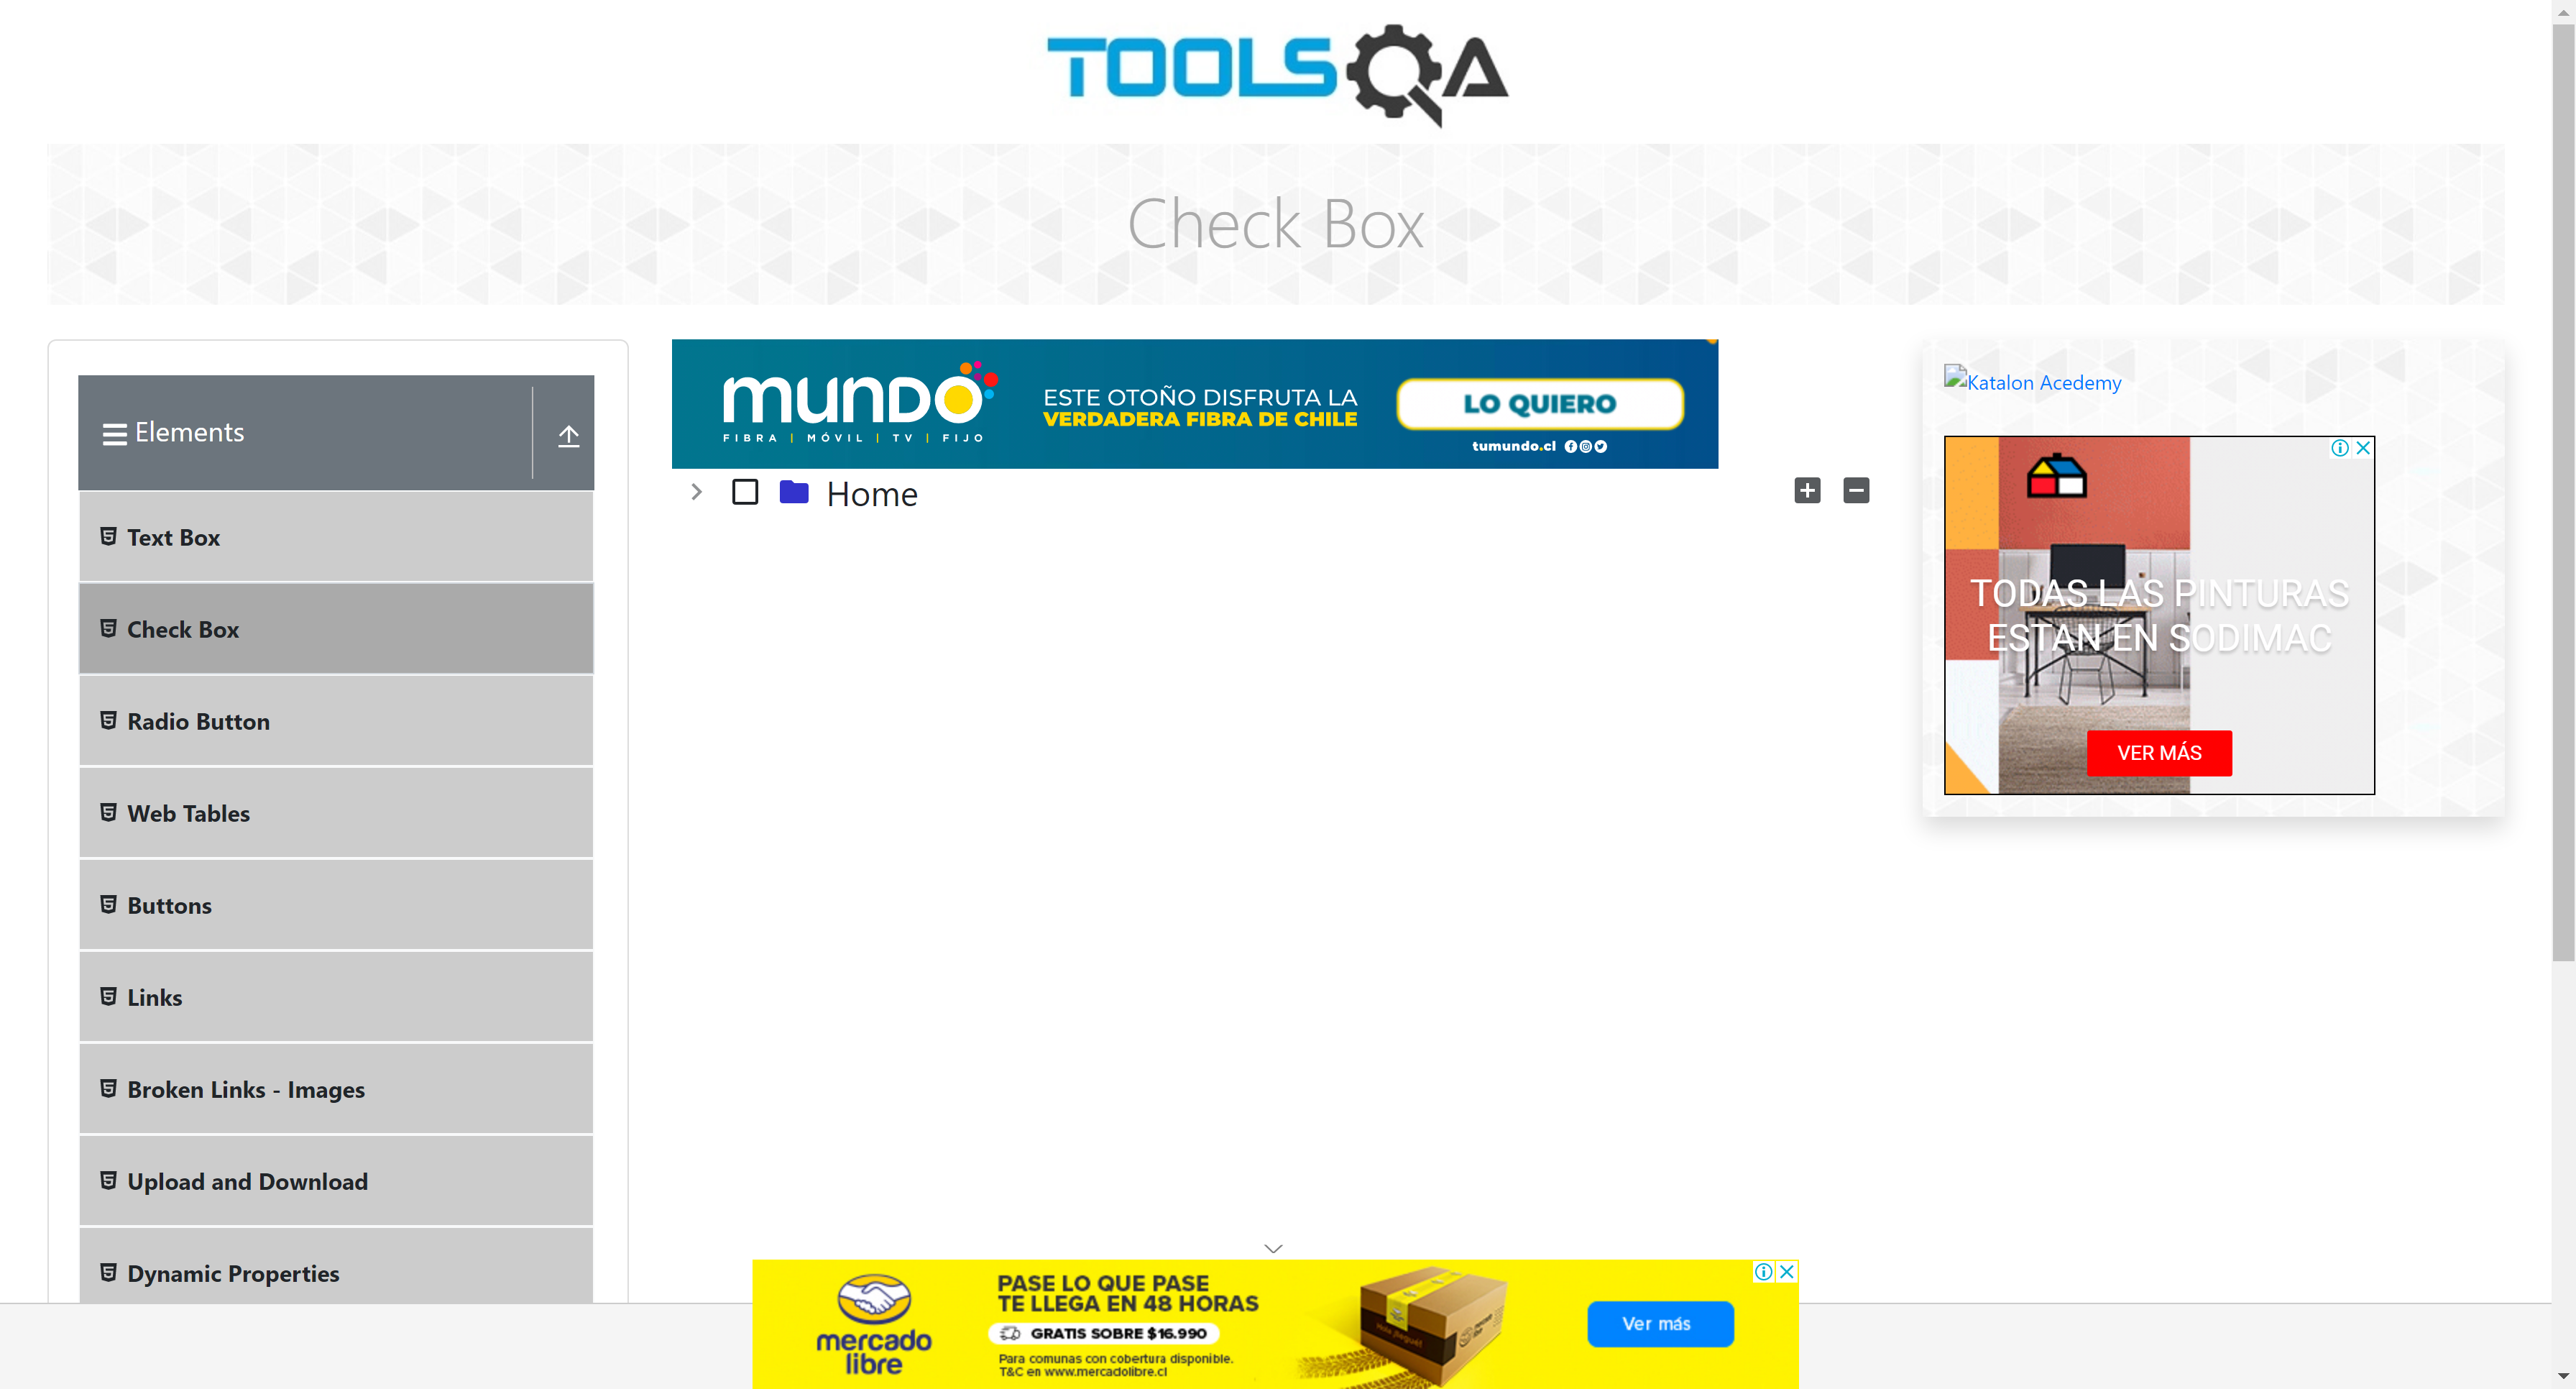 TOOLSQA
Check Box
Elements
Text Box
Check Box
Radio Button
Web Tables
Buttons
Links
Broken Links - Images
Upload and Download
Dynamic Properties
mundo
FIBRA | MÓVIL | TV | FIJO
ESTE OTOÑO DISFRUTA LA
VERDADERA FIBRA DE CHILE
LO QUIERO
tumundo.cl
Home
Katalon Acedemy
TODAS LAS PINTURAS
ESTAN EN SODIMAC
VER MÁS
mercado
libre
PASE LO QUE PASE
TE LLEGA EN 48 HORAS
GRATIS SOBRE $16.990
Para comunas con cobertura disponible.
T&C en www.mercadolibre.cl
Ver más